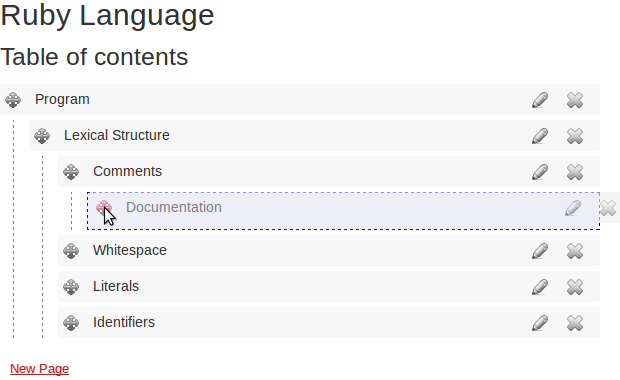 Ruby Language
Table of contents
Program
Lexical Structure
Comments
Documentation
Whitespace
Literals
Identifiers
New Page